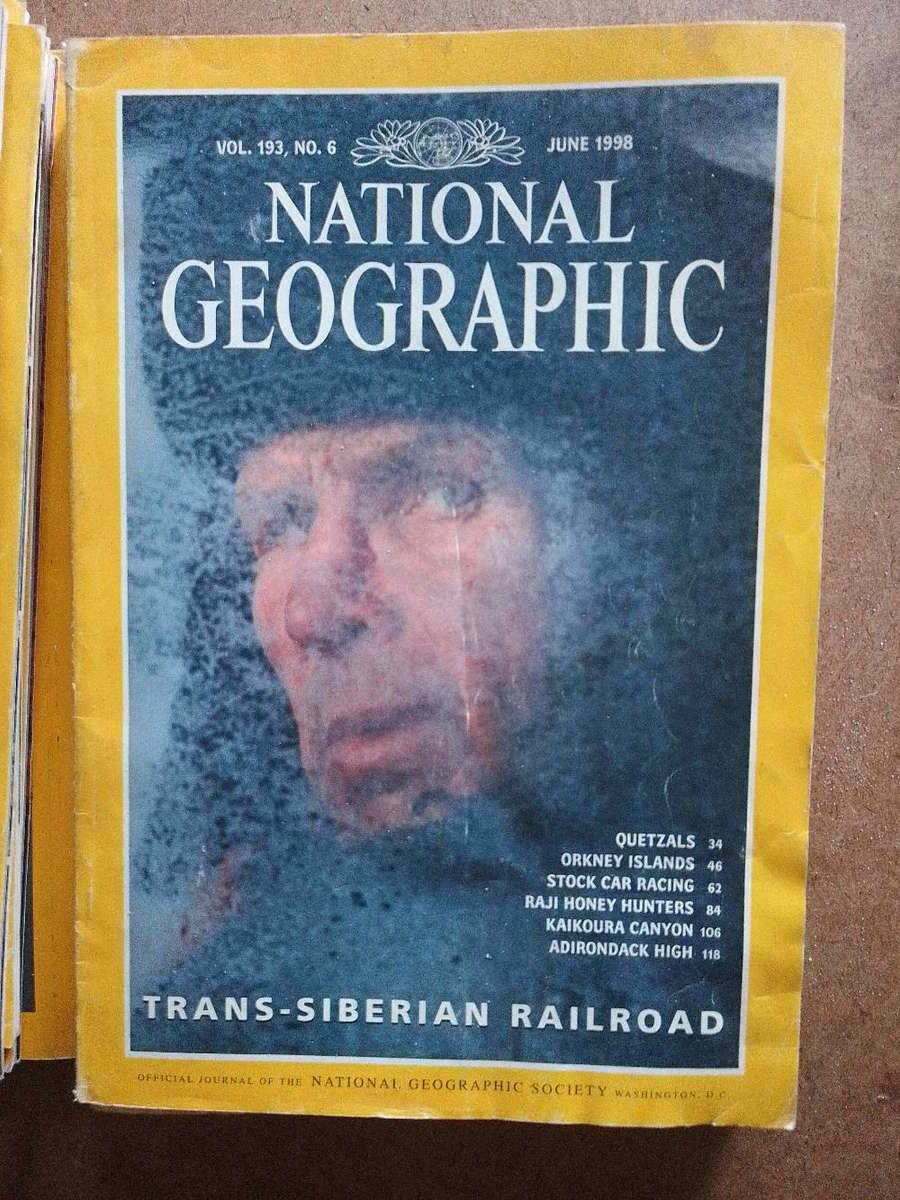 VOL. 193, NO. 6
JUNE 1998
NATIONAL
GEOGRAPHIC
QUETZALS 34
ORKNEY ISLANDS 46
STOCK CAR RACING 62
RAJI HONEY HUNTERS 84
KAIKOURA CANYON 106
ADIRONDACK HIGH 118
TRANS-SIBERIAN RAILROAD
OFFICIAL JOURNAL OF THE NATIONAL GEOGRAPHIC SOCIETY WASHINGTON, D.C.